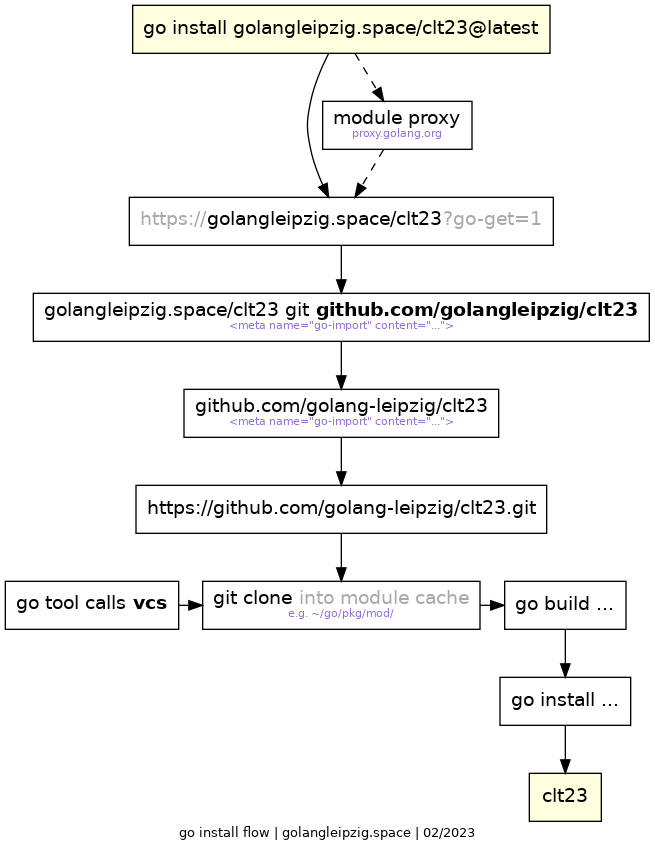 go install golangleipzig.space/clt23@latest
module proxy
proxy.golang.org
https://golangleipzig.space/clt23?go-get=1
golangleipzig.space/clt23 git github.com/golangleipzig/clt23
<meta name="go-import" content="...">
github.com/golang-leipzig/clt23
<meta name="go-import" content="...">
https://github.com/golang-leipzig/clt23.git
go tool calls vcs
git clone into module cache
e.g. ~/go/pkg/mod/
go build ...
go install ...
clt23
go install flow | golangleipzig.space | 02/2023